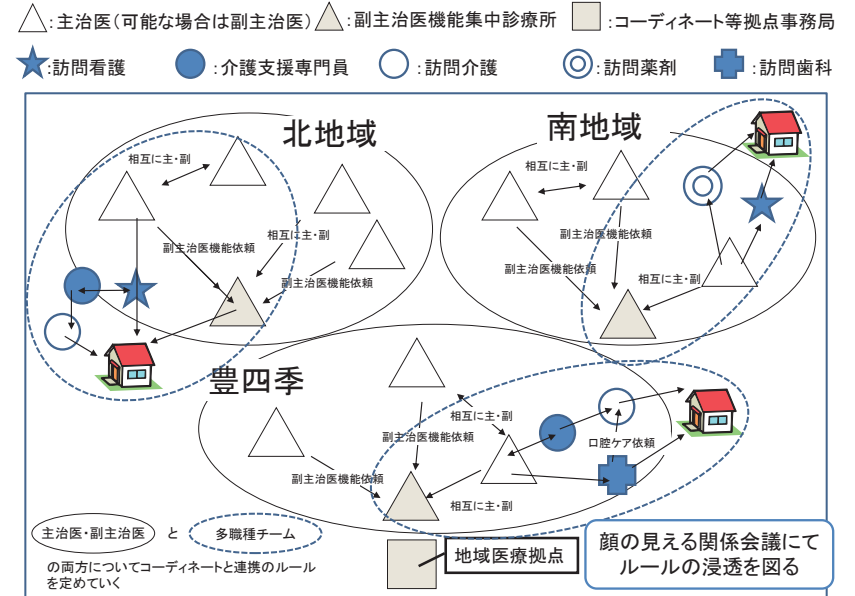 :主治医(可能な場合は副主治医)
:副主治医機能集中診療所
:コーディネート等拠点事務局
:訪問看護
:介護支援専門員
:訪問介護
:訪問薬剤
:訪問歯科
北地域
相互に主・副
副主治医機能依頼
相互に主・副
副主治医機能依頼
南地域
相互に主・副
副主治医機能依頼
副主治医機能依頼
相互に主・副
豊四季
相互に主・副
副主治医機能依頼
口腔ケア依頼
副主治医機能依頼
相互に主・副
主治医・副主治医
と
多職種チーム
の両方についてコーディネートと連携のルール
を定めていく
地域医療拠点
顔の見える関係会議にて
ルールの浸透を図る